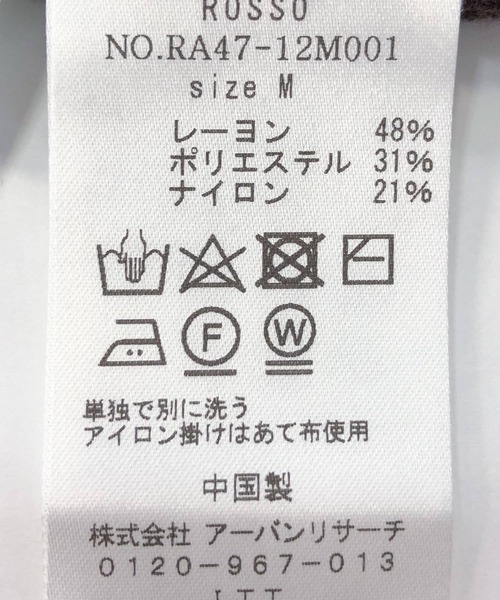 ROSSO
NO.RA47-12M001
size M
レーヨン 48%
ポリエステル 31%
ナイロン 21%
F W
単独で別に洗う
アイロン掛けはあて布使用
中国製
株式会社 アーバンリサーチ
0120-967-013